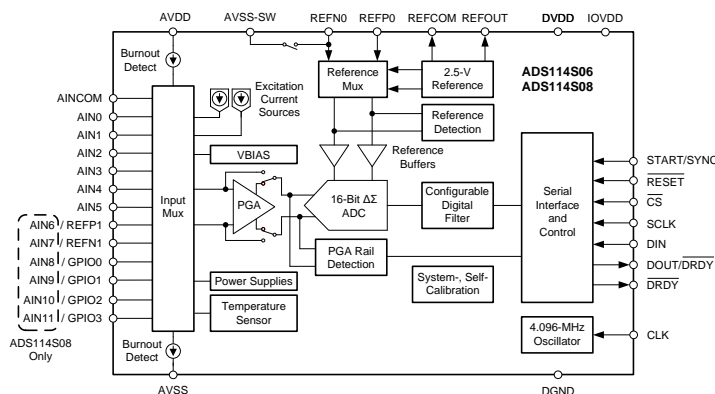 AVDD AVSS-SW REFN0 REFP0 REFCOM REFOUT DVDD IOVDD
Burnout
Detect
Reference
Mux
2.5-V
Reference
ADS114S06
ADS114S08
Excitation
Current
Sources
Reference
Detection
Reference
Buffers
AINCOM
AIN0
AIN1
AIN2
AIN3
AIN4
AIN5
AIN6 / REFP1
AIN7 / REFN1
AIN8 / GPIO0
AIN9 / GPIO1
AIN10 / GPIO2
AIN11 / GPIO3
ADS114S08
Only
Input
Mux
VBIAS
PGA
16-Bit ΔΣ
ADC
Configurable
Digital
Filter
Serial
Interface
and
Control
PGA Rail
Detection
System-, Self-
Calibration
Power Supplies
Temperature
Sensor
4.096-MHz
Oscillator
START/SYNC
RESET
CS
SCLK
DIN
DOUT/DRDY
DRDY
CLK
Burnout
Detect
AVSS DGND